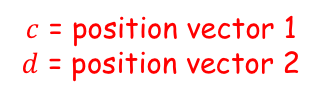 c = position vector 1
d = position vector 2